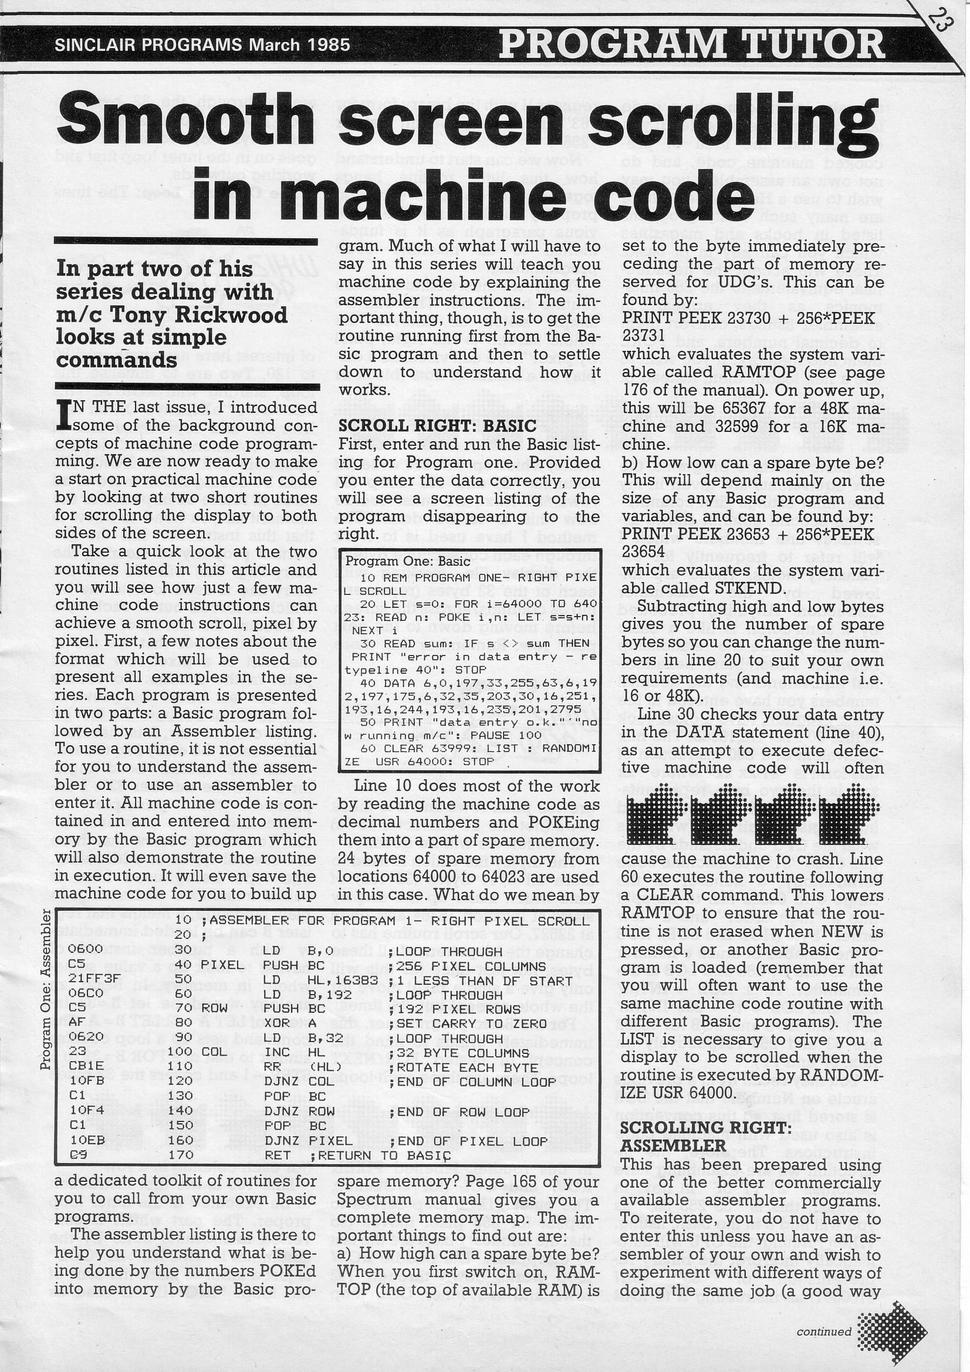 23
SINCLAIR PROGRAMS March 1985
PROGRAM TUTOR
Smooth screen scrolling
in machine code
In part two of his
series dealing with
m/c Tony Rickwood
looks at simple
commands
IN THE last issue, I introduced
some of the background con-
cepts of machine code program-
ming. We are now ready to make
a start on practical machine code
by looking at two short routines
for scrolling the display to both
sides of the screen.
Take a quick look at the two
routines listed in this article and
you will see how just a few ma-
chine code instructions can
achieve a smooth scroll, pixel by
pixel. First, a few notes about the
format which will be used to
present all examples in the se-
ries. Each program is presented
in two parts: a Basic program fol-
lowed by an Assembler listing.
To use a routine, it is not essential
for you to understand the assem-
bler or to use an assembler to
enter it. All machine code is con-
tained in and entered into mem-
ory by the Basic program which
will also demonstrate the routine
in execution. It will even save the
machine code for you to build up
a dedicated toolkit of routines for
you to call from your own Basic
programs.
The assembler listing is there to
help you understand what is be-
ing done by the numbers POKEd
into memory by the Basic pro-
gram. Much of what I will have to
say in this series will teach you
machine code by explaining the
assembler instructions. The im-
portant thing, though, is to get the
routine running first from the Ba-
sic program and then to settle
down to understand how it
works.
SCROLL RIGHT: BASIC
First, enter and run the Basic list-
ing for Program one. Provided
you enter the data correctly, you
will see a screen listing of the
program disappearing to the
right.
Program One: Basic
10 REM PROGRAM ONE- RIGHT PIXE
L SCROLL
20 LET s=0: FOR i=64000 TO 640
23: READ n: POKE i,n: LET s=s+n:
NEXT i
30 READ sum: IF s <> sum THEN
PRINT "error in data entry - re
typeline 40": STOP
40 DATA 6,0,197,33,255,63,6,19
2,197,175,6,32,35,203,30,16,251,
193,16,244,193,16,235,201,2795
50 PRINT "data entry o.k."'"no
w running m/c": PAUSE 100
60 CLEAR 63999: LIST : RANDOMI
ZE USR 64000: STOP
Line 10 does most of the work
by reading the machine code as
decimal numbers and POKEing
them into a part of spare memory.
24 bytes of spare memory from
locations 64000 to 64023 are used
in this case. What do we mean by
spare memory? Page 165 of your
Spectrum manual gives you a
complete memory map. The im-
portant things to find out are:
a) How high can a spare byte be?
When you first switch on, RAM-
TOP (the top of available RAM) is
set to the byte immediately pre-
ceding the part of memory re-
served for UDG's. This can be
found by:
PRINT PEEK 23730 + 256*PEEK
23731
which evaluates the system vari-
able called RAMTOP (see page
176 of the manual). On power up,
this will be 65367 for a 48K ma-
chine and 32599 for a 16K ma-
chine.
b) How low can a spare byte be?
This will depend mainly on the
size of any Basic program and
variables, and can be found by:
PRINT PEEK 23653 + 256*PEEK
23654
which evaluates the system vari-
able called STKEND.
Subtracting high and low bytes
gives you the number of spare
bytes so you can change the num-
bers in line 20 to suit your own
requirements (and machine i.e.
16 or 48K).
Line 30 checks your data entry
in the DATA statement (line 40),
as an attempt to execute defec-
tive machine code will often
cause the machine to crash. Line
60 executes the routine following
a CLEAR command. This lowers
RAMTOP to ensure that the rou-
tine is not erased when NEW is
pressed, or another Basic pro-
gram is loaded (remember that
you will often want to use the
same machine code routine with
different Basic programs). The
LIST is necessary to give you a
display to be scrolled when the
routine is executed by RANDOM-
IZE USR 64000.
SCROLLING RIGHT:
ASSEMBLER
This has been prepared using
one of the better commercially
available assembler programs.
To reiterate, you do not have to
enter this unless you have an as-
sembler of your own and wish to
experiment with different ways of
doing the same job (a good way
Program One: Assembler
10 ;ASSEMBLER FOR PROGRAM 1- RIGHT PIXEL SCROLL
20 ;
0600 30 LD B,0 ;LOOP THROUGH
C5 40 PIXEL PUSH BC ;256 PIXEL COLUMNS
21FF3F 50 LD HL,16383 ;1 LESS THAN DF START
06C0 60 LD B,192 ;LOOP THROUGH
C5 70 ROW PUSH BC ;192 PIXEL ROWS
AF 80 XOR A ;SET CARRY TO ZERO
0620 90 LD B,32 ;LOOP THROUGH
23 100 COL INC HL ;32 BYTE COLUMNS
CB1E 110 RR (HL) ;ROTATE EACH BYTE
10FB 120 DJNZ COL ;END OF COLUMN LOOP
C1 130 POP BC
10F4 140 DJNZ ROW ;END OF ROW LOOP
C1 150 POP BC
10EB 160 DJNZ PIXEL ;END OF PIXEL LOOP
C9 170 RET ;RETURN TO BASIC
continued